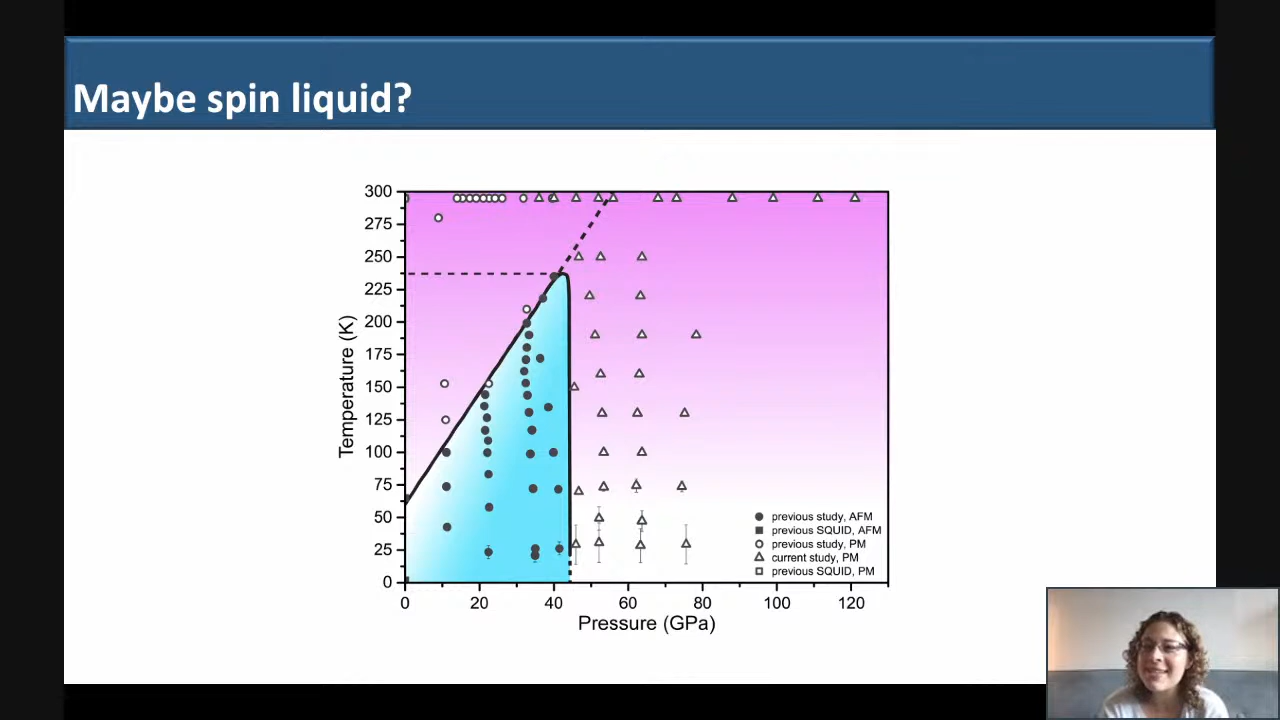 Maybe spin liquid?
300
275
250
225
200
175
150
125
100
75
50
25
0
Temperature (K)
previous study, AFM
previous SQUID, AFM
previous study, PM
current study, PM
previous SQUID, PM
0 20 40 60 80 100 120
Pressure (GPa)